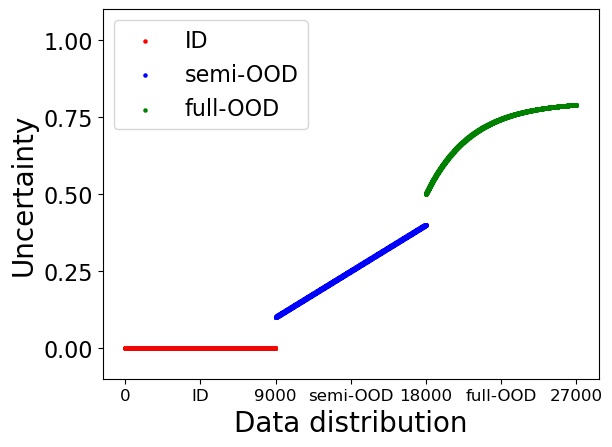 ID
semi-OOD
full-OOD
1.00
0.75
0.50
0.25
0.00
Uncertainty
0 ID 9000 semi-OOD 18000 full-OOD 27000
Data distribution